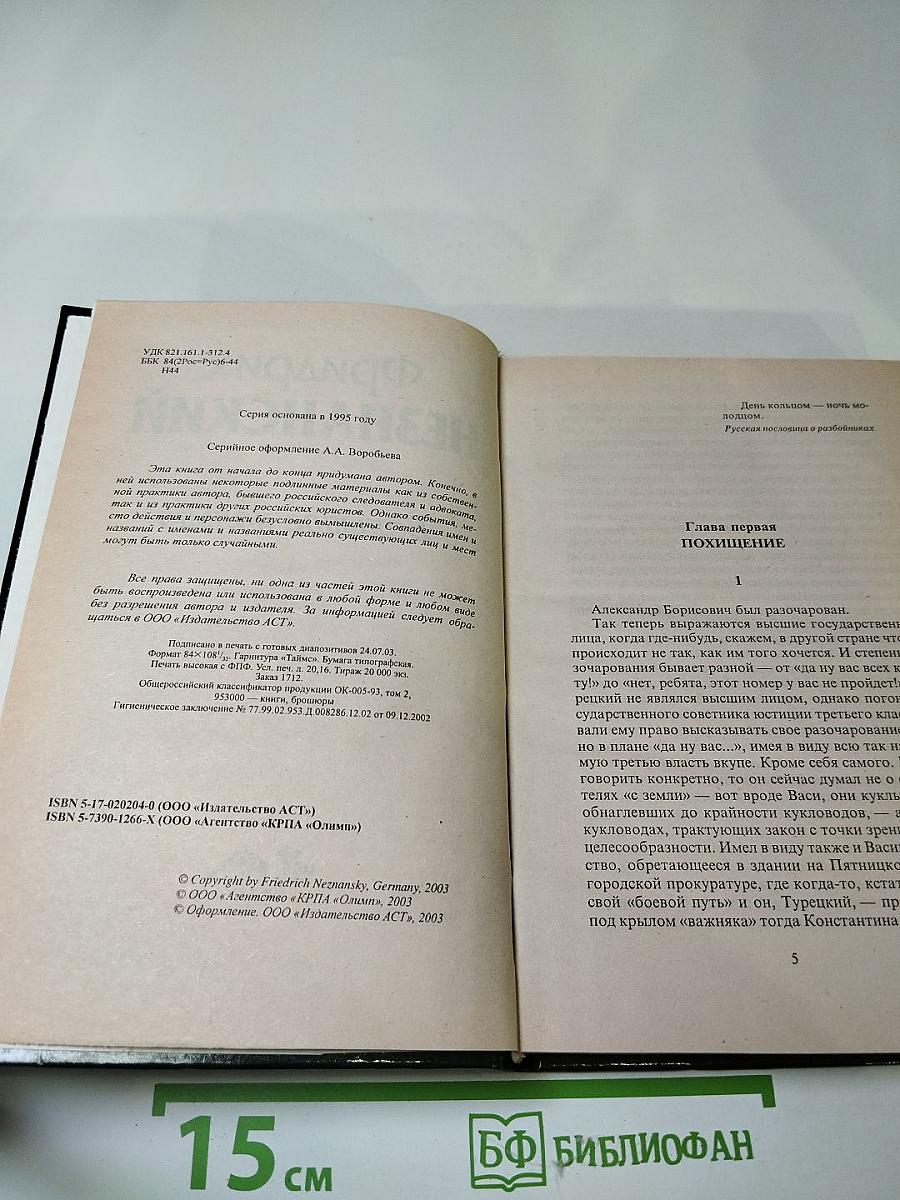 УДК 821.161.1-312.4
ББК 84(2Рос=Рус)6-44
Н44
Серия основана в 1995 году
Серийное оформление А.А. Воробьева
Эта книга от начала до конца придумана автором. Конечно, в
ней использованы некоторые подлинные материалы как из собствен-
ной практики автора, бывшего российского следователя и адвоката,
так и из практики других российских юристов. Однако события, ме-
сто действия и персонажи безусловно вымышлены. Совпадения имен и
названий с именами и названиями реально существующих лиц и мест
могут быть только случайными.
Все права защищены, ни одна из частей этой книги не может
быть воспроизведена или использована в любой форме и любом виде
без разрешения автора и издателя. За информацией следует обра-
щаться в ООО «Издательство АСТ».
Подписано в печать с готовых диапозитивов 24.07.03.
Формат 84×108¹/₃₂. Гарнитура «Таймс». Бумага типографская.
Печать высокая с ФПФ. Усл. печ. л. 20,16. Тираж 20 000 экз.
Заказ 1712.
Общероссийский классификатор продукции ОК-005-93, том 2,
953000 — книги, брошюры
Гигиеническое заключение № 77.99.02.953.Д.008286.12.02 от 09.12.2002
ISBN 5-17-020204-0 (ООО «Издательство АСТ»)
ISBN 5-7390-1266-X (ООО «Агентство «КРПА «Олимп»)
© Copyright by Friedrich Neznansky, Germany, 2003
© ООО «Агентство «КРПА «Олимп», 2003
© Оформление. ООО «Издательство АСТ», 2003
День кольцом — ночь мо-
лодцом.
Русская пословица о разбойниках
Глава первая
ПОХИЩЕНИЕ
1
Александр Борисович был разочарован.
Так теперь выражаются высшие государственн
лица, когда где-нибудь, скажем, в другой стране что
происходит не так, как им того хочется. И степень
зочарования бывает разной — от «да ну вас всех к
ту!» до «нет, ребята, этот номер у вас не пройдет!
рецкий не являлся высшим лицом, однако погон
сударственного советника юстиции третьего клас
вали ему право высказывать свое разочарование
но в плане «да ну вас...», имея в виду всю так на
мую третью власть вкупе. Кроме себя самого.
говорить конкретно, то он сейчас думал не о с
телях «с земли» — вот вроде Васи, они куклы
обнаглевших до крайности кукловодов, — а
кукловодах, трактующих закон с точки зрени
целесообразности. Имел в виду также и Васи
ство, обретающееся в здании на Пятницко
городской прокуратуре, где когда-то, кстат
свой «боевой путь» и он, Турецкий, — пр
под крылом «важняка» тогда Константина
5
15 см
БФ БИБЛИОФАН